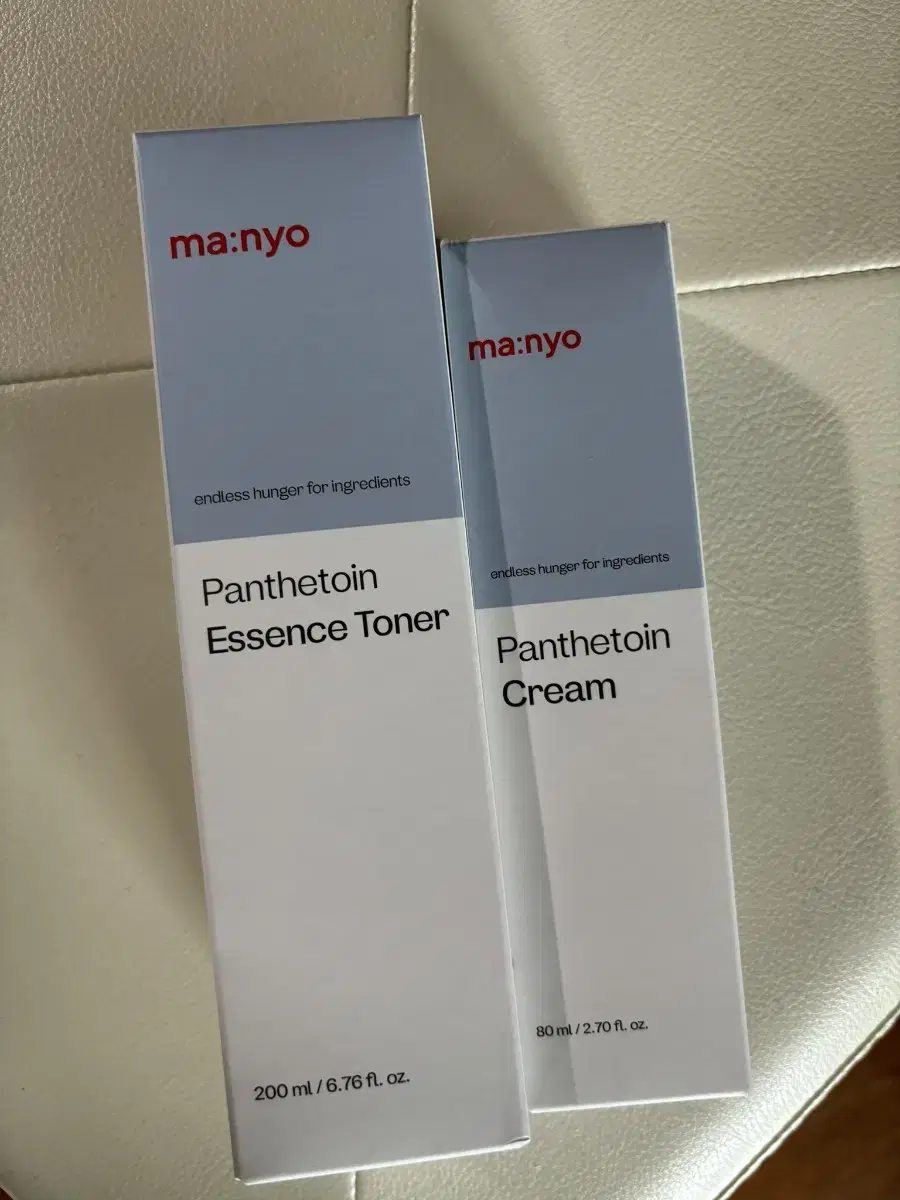 ma:nyo
endless hunger for ingredients
Panthetoin
Essence Toner
200 ml / 6.76 fl. oz.
ma:nyo
endless hunger for ingredients
Panthetoin
Cream
80 ml / 2.70 fl. oz.